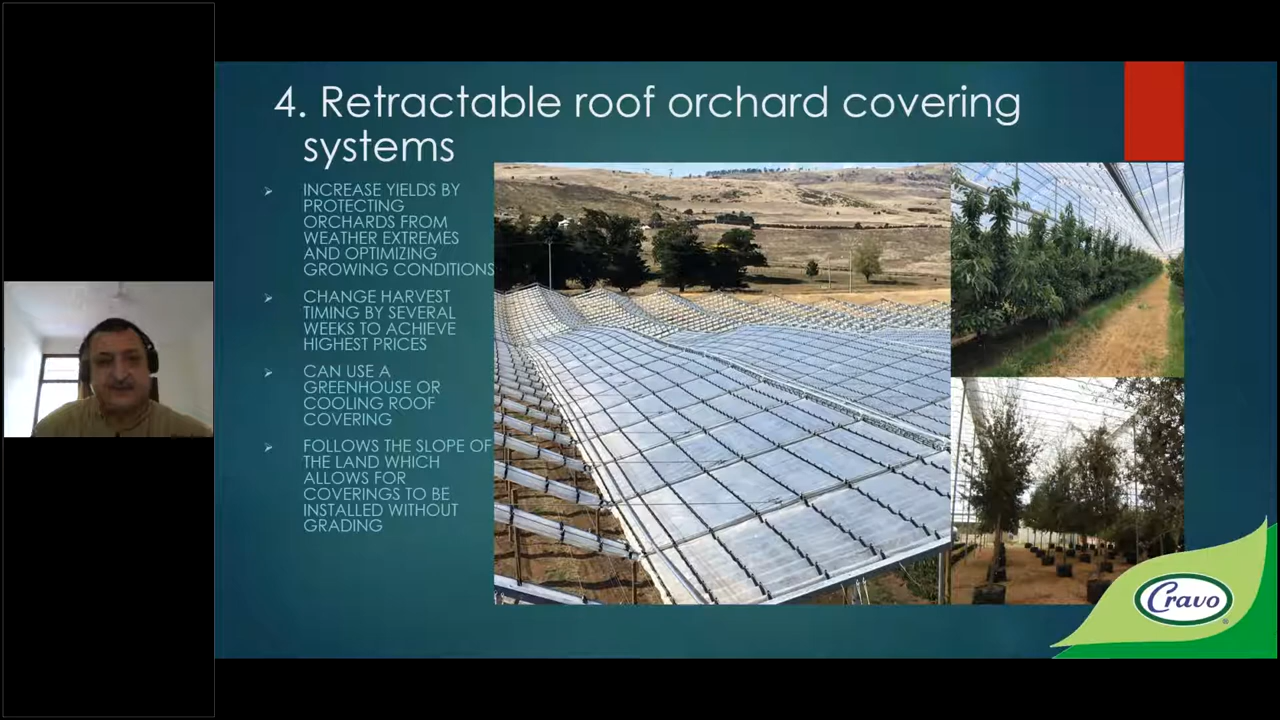 4. Retractable roof orchard covering
systems
INCREASE YIELDS BY
PROTECTING
ORCHARDS FROM
WEATHER EXTREMES
AND OPTIMIZING
GROWING CONDITIONS
CHANGE HARVEST
TIMING BY SEVERAL
WEEKS TO ACHIEVE
HIGHEST PRICES
CAN USE A
GREENHOUSE OR
COOLING ROOF
COVERING
FOLLOWS THE SLOPE OF
THE LAND WHICH
ALLOWS FOR
COVERINGS TO BE
INSTALLED WITHOUT
GRADING
Cravo
®